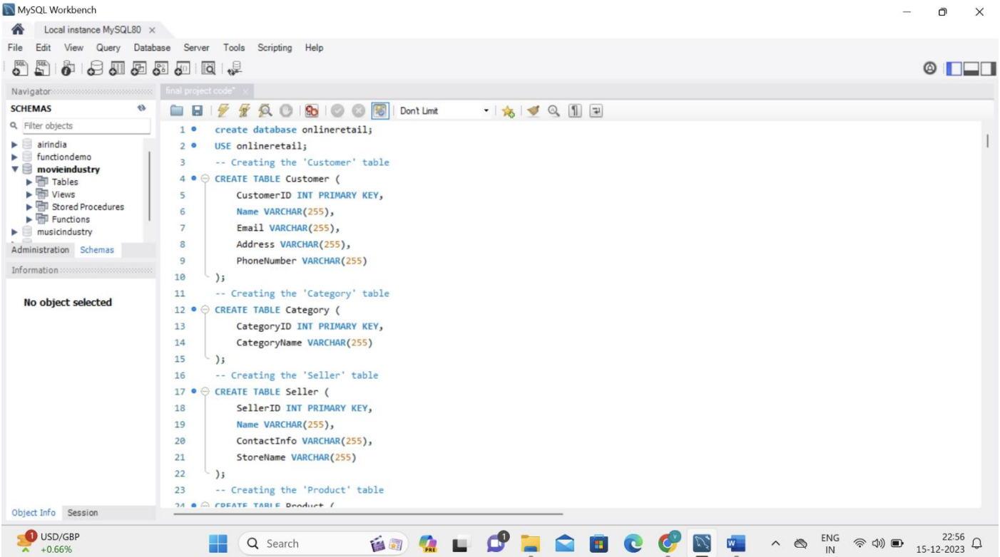 MySQL Workbench
Local instance MySQL80
File Edit View Query Database Server Tools Scripting Help
Navigator
final project code*
SCHEMAS
Don't Limit
Filter objects
airindia
functiondemo
movieindustry
Tables
Views
Stored Procedures
Functions
musicindustry
Administration Schemas
Information
No object selected
Object Info Session
1 create database onlineretail;
2 USE onlineretail;
3 -- Creating the 'Customer' table
4 CREATE TABLE Customer (
5 CustomerID INT PRIMARY KEY,
6 Name VARCHAR(255),
7 Email VARCHAR(255),
8 Address VARCHAR(255),
9 PhoneNumber VARCHAR(255)
10 );
11 -- Creating the 'Category' table
12 CREATE TABLE Category (
13 CategoryID INT PRIMARY KEY,
14 CategoryName VARCHAR(255)
15 );
16 -- Creating the 'Seller' table
17 CREATE TABLE Seller (
18 SellerID INT PRIMARY KEY,
19 Name VARCHAR(255),
20 ContactInfo VARCHAR(255),
21 StoreName VARCHAR(255)
22 );
23 -- Creating the 'Product' table
24 CREATE TABLE Product (
1
USD/GBP
+0.66%
Search
PRE
1
ENG
IN
22:56
15-12-2023